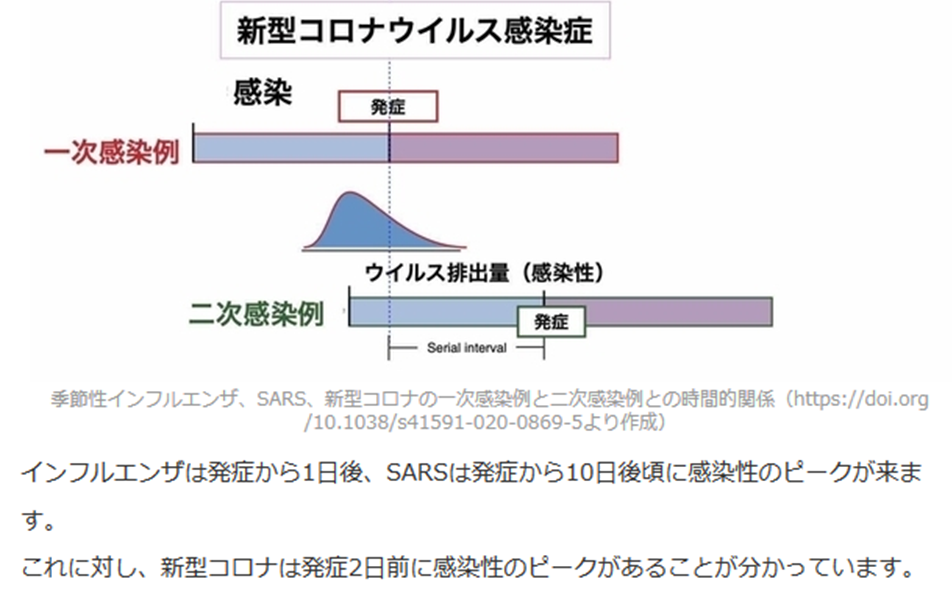 新型コロナウイルス感染症
感染
発症
一次感染例
ウイルス排出量（感染性）
二次感染例
発症
Serial interval
季節性インフルエンザ、SARS、新型コロナの一次感染例と二次感染例との時間的関係（https://doi.org
/10.1038/s41591-020-0869-5より作成）
インフルエンザは発症から1日後、SARSは発症から10日後頃に感染性のピークが来ま
す。
これに対し、新型コロナは発症2日前に感染性のピークがあることが分かっています。